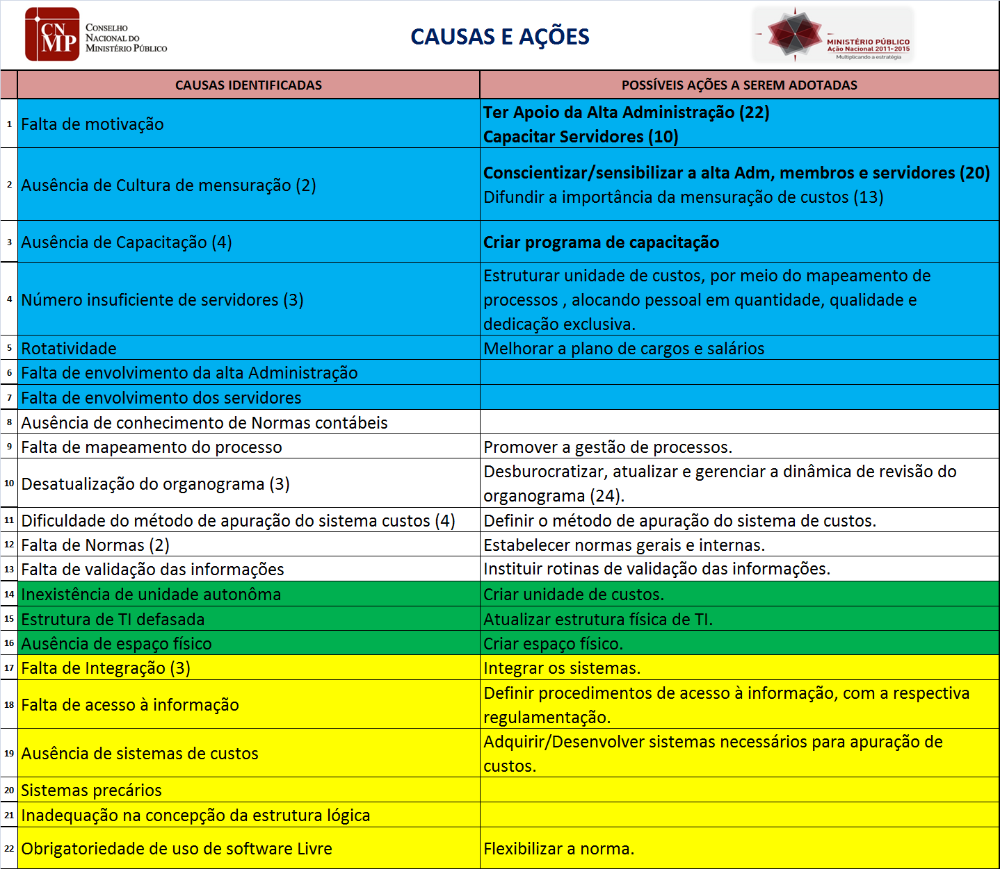 CN
MP
CONSELHO
NACIONAL DO
MINISTÉRIO PÚBLICO
CAUSAS E AÇÕES
MINISTÉRIO PÚBLICO
Ação Nacional 2011-2015
Multiplicando a estratégia
CAUSAS IDENTIFICADAS
POSSÍVEIS AÇÕES A SEREM ADOTADAS
1
Falta de motivação
Ter Apoio da Alta Administração (22)
Capacitar Servidores (10)
2
Ausência de Cultura de mensuração (2)
Conscientizar/sensibilizar a alta Adm, membros e servidores (20)
Difundir a importância da mensuração de custos (13)
3
Ausência de Capacitação (4)
Criar programa de capacitação
4
Número insuficiente de servidores (3)
Estruturar unidade de custos, por meio do mapeamento de
processos , alocando pessoal em quantidade, qualidade e
dedicação exclusiva.
5
Rotatividade
Melhorar a plano de cargos e salários
6
Falta de envolvimento da alta Administração
7
Falta de envolvimento dos servidores
8
Ausência de conhecimento de Normas contábeis
9
Falta de mapeamento do processo
Promover a gestão de processos.
10
Desatualização do organograma (3)
Desburocratizar, atualizar e gerenciar a dinâmica de revisão do
organograma (24).
11
Dificuldade do método de apuração do sistema custos (4)
Definir o método de apuração do sistema de custos.
12
Falta de Normas (2)
Estabelecer normas gerais e internas.
13
Falta de validação das informações
Instituir rotinas de validação das informações.
14
Inexistência de unidade autonôma
Criar unidade de custos.
15
Estrutura de TI defasada
Atualizar estrutura física de TI.
16
Ausência de espaço físico
Criar espaço físico.
17
Falta de Integração (3)
Integrar os sistemas.
18
Falta de acesso à informação
Definir procedimentos de acesso à informação, com a respectiva
regulamentação.
19
Ausência de sistemas de custos
Adquirir/Desenvolver sistemas necessários para apuração de
custos.
20
Sistemas precários
21
Inadequação na concepção da estrutura lógica
22
Obrigatoriedade de uso de software Livre
Flexibilizar a norma.